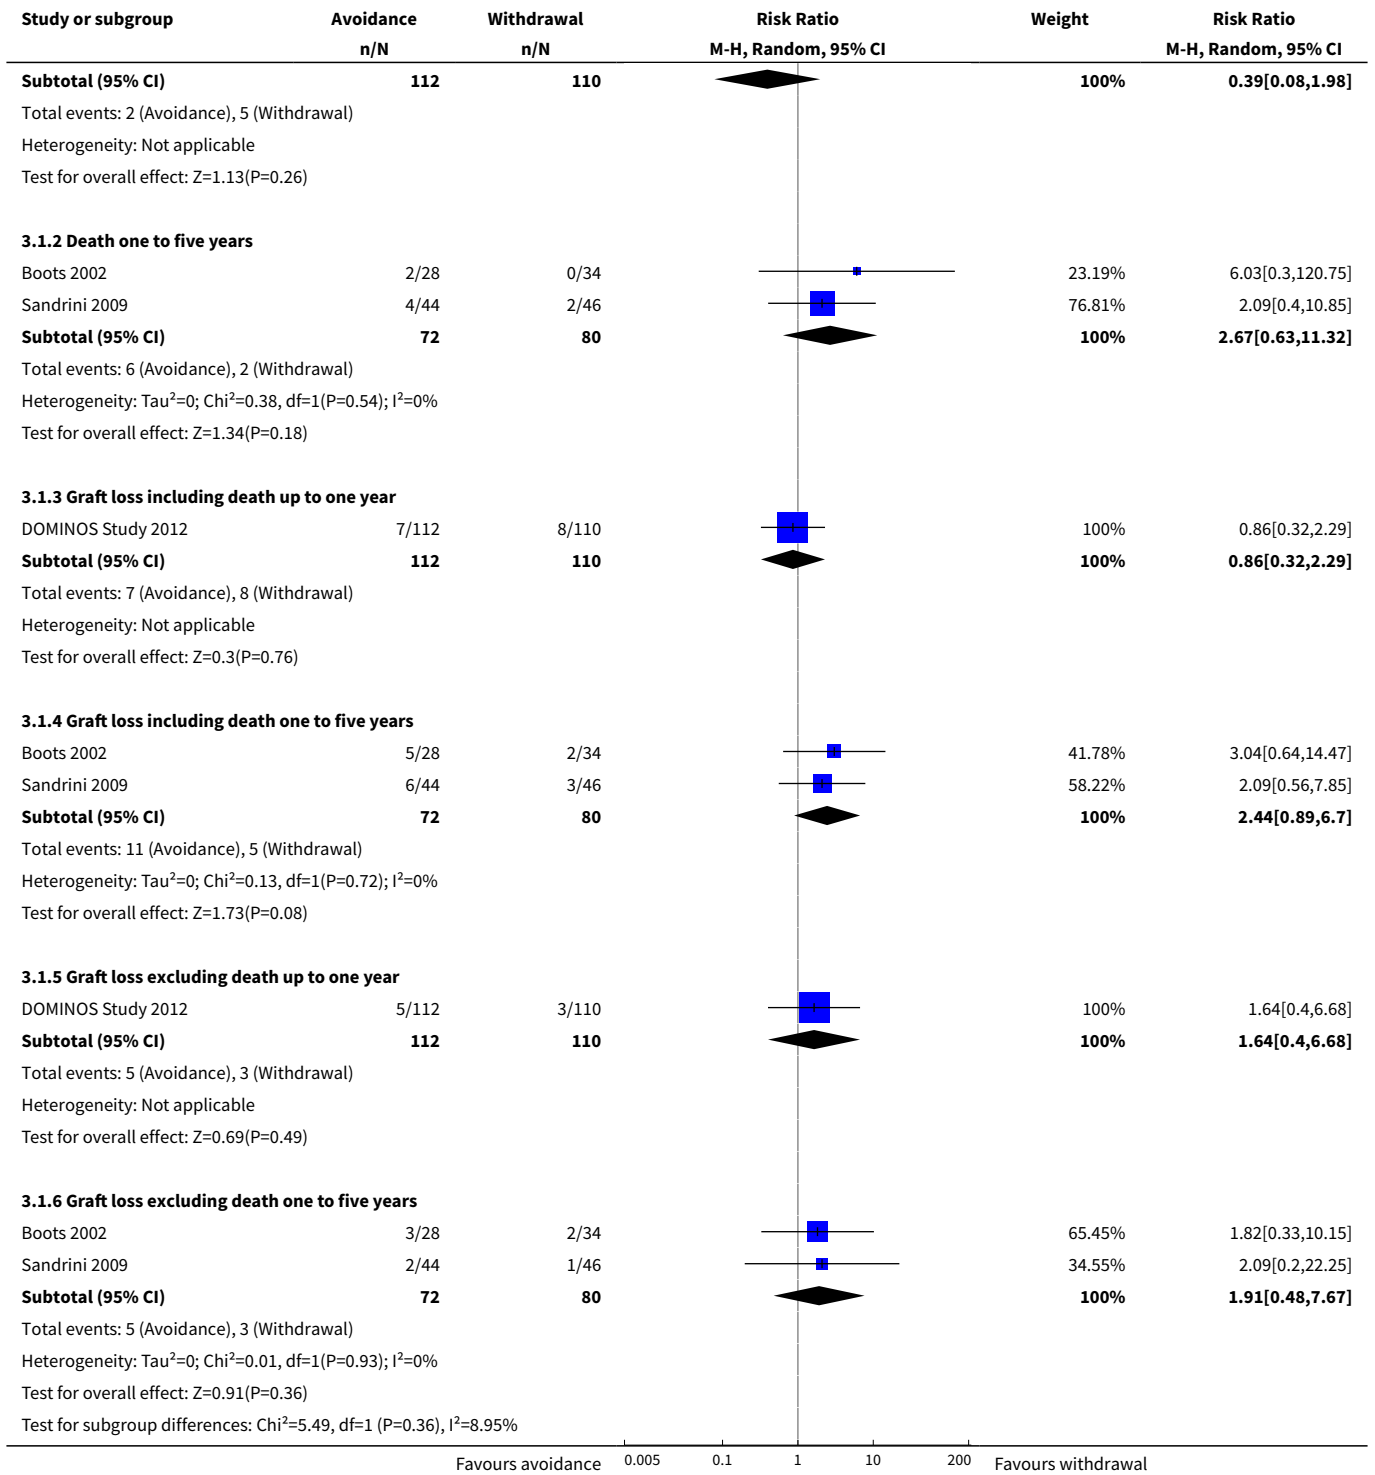 Study or subgroup Avoidance Withdrawal Risk Ratio Weight Risk Ratio
n/N n/N M-H, Random, 95% CI M-H, Random, 95% CI
Subtotal (95% CI) 112 110 100% 0.39[0.08,1.98]
Total events: 2 (Avoidance), 5 (Withdrawal)
Heterogeneity: Not applicable
Test for overall effect: Z=1.13(P=0.26)
3.1.2 Death one to five years
Boots 2002 2/28 0/34 23.19% 6.03[0.3,120.75]
Sandrini 2009 4/44 2/46 76.81% 2.09[0.4,10.85]
Subtotal (95% CI) 72 80 100% 2.67[0.63,11.32]
Total events: 6 (Avoidance), 2 (Withdrawal)
Heterogeneity: Tau²=0; Chi²=0.38, df=1(P=0.54); I²=0%
Test for overall effect: Z=1.34(P=0.18)
3.1.3 Graft loss including death up to one year
DOMINOS Study 2012 7/112 8/110 100% 0.86[0.32,2.29]
Subtotal (95% CI) 112 110 100% 0.86[0.32,2.29]
Total events: 7 (Avoidance), 8 (Withdrawal)
Heterogeneity: Not applicable
Test for overall effect: Z=0.3(P=0.76)
3.1.4 Graft loss including death one to five years
Boots 2002 5/28 2/34 41.78% 3.04[0.64,14.47]
Sandrini 2009 6/44 3/46 58.22% 2.09[0.56,7.85]
Subtotal (95% CI) 72 80 100% 2.44[0.89,6.7]
Total events: 11 (Avoidance), 5 (Withdrawal)
Heterogeneity: Tau²=0; Chi²=0.13, df=1(P=0.72); I²=0%
Test for overall effect: Z=1.73(P=0.08)
3.1.5 Graft loss excluding death up to one year
DOMINOS Study 2012 5/112 3/110 100% 1.64[0.4,6.68]
Subtotal (95% CI) 112 110 100% 1.64[0.4,6.68]
Total events: 5 (Avoidance), 3 (Withdrawal)
Heterogeneity: Not applicable
Test for overall effect: Z=0.69(P=0.49)
3.1.6 Graft loss excluding death one to five years
Boots 2002 3/28 2/34 65.45% 1.82[0.33,10.15]
Sandrini 2009 2/44 1/46 34.55% 2.09[0.2,22.25]
Subtotal (95% CI) 72 80 100% 1.91[0.48,7.67]
Total events: 5 (Avoidance), 3 (Withdrawal)
Heterogeneity: Tau²=0; Chi²=0.01, df=1(P=0.93); I²=0%
Test for overall effect: Z=0.91(P=0.36)
Test for subgroup differences: Chi²=5.49, df=1 (P=0.36), I²=8.95%
Favours avoidance 0.005 0.1 1 10 200 Favours withdrawal